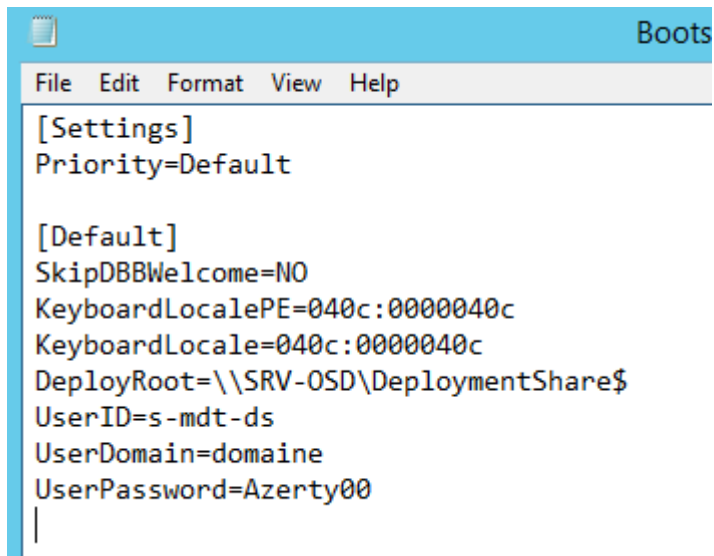 Boots
File Edit Format View Help
[Settings]
Priority=Default
[Default]
SkipDBBWelcome=NO
KeyboardLocalePE=040c:0000040c
KeyboardLocale=040c:0000040c
DeployRoot=\\SRV-OSD\DeploymentShare$
UserID=s-mdt-ds
UserDomain=domaine
UserPassword=Azerty00